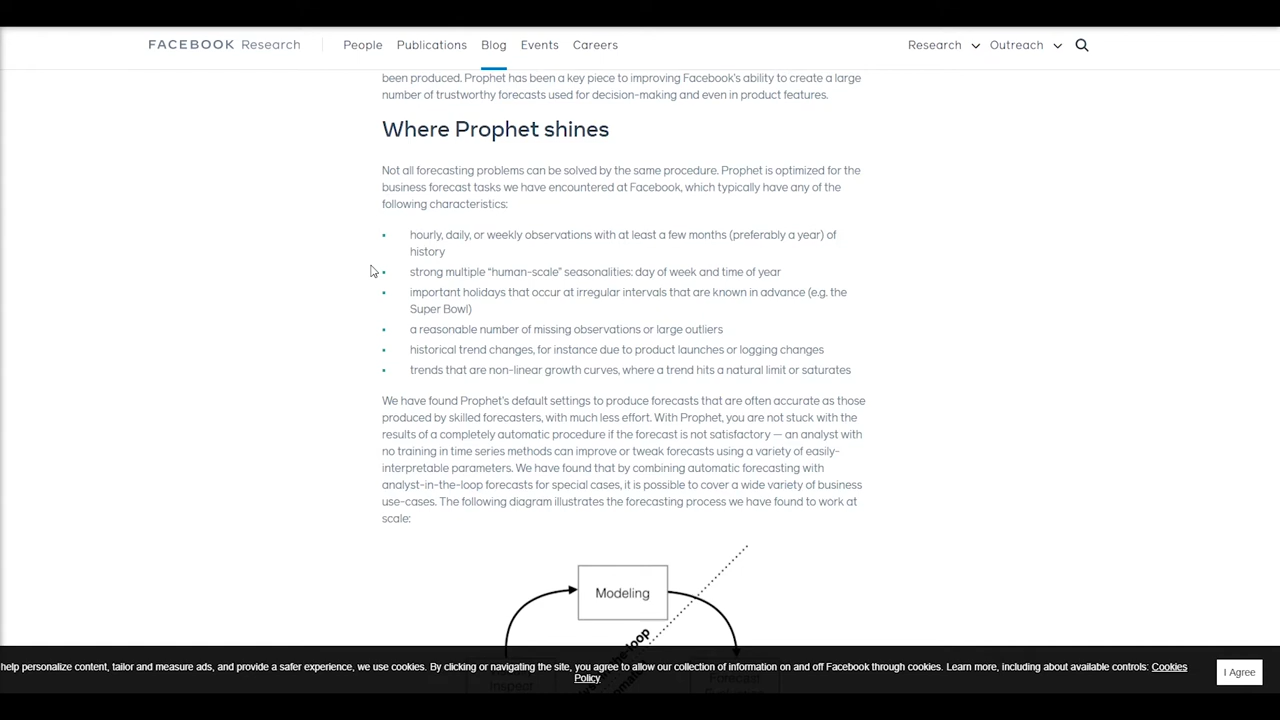 FACEBOOK Research
People Publications Blog Events Careers
Research Outreach
been produced. Prophet has been a key piece to improving Facebook's ability to create a large
number of trustworthy forecasts used for decision-making and even in product features.
Where Prophet shines
Not all forecasting problems can be solved by the same procedure. Prophet is optimized for the
business forecast tasks we have encountered at Facebook, which typically have any of the
following characteristics:
• hourly, daily, or weekly observations with at least a few months (preferably a year) of
history
• strong multiple “human-scale” seasonalities: day of week and time of year
• important holidays that occur at irregular intervals that are known in advance (e.g. the
Super Bowl)
• a reasonable number of missing observations or large outliers
• historical trend changes, for instance due to product launches or logging changes
• trends that are non-linear growth curves, where a trend hits a natural limit or saturates
We have found Prophet's default settings to produce forecasts that are often accurate as those
produced by skilled forecasters, with much less effort. With Prophet, you are not stuck with the
results of a completely automatic procedure if the forecast is not satisfactory — an analyst with
no training in time series methods can improve or tweak forecasts using a variety of easily-
interpretable parameters. We have found that by combining automatic forecasting with
analyst-in-the-loop forecasts for special cases, it is possible to cover a wide variety of business
use-cases. The following diagram illustrates the forecasting process we have found to work at
scale:
Modeling
loop
help personalize content, tailor and measure ads, and provide a safer experience, we use cookies. By clicking or navigating the site, you agree to allow our collection of information on and off Facebook through cookies. Learn more, including about available controls: Cookies
Policy
I Agree
Inspect
Forecast